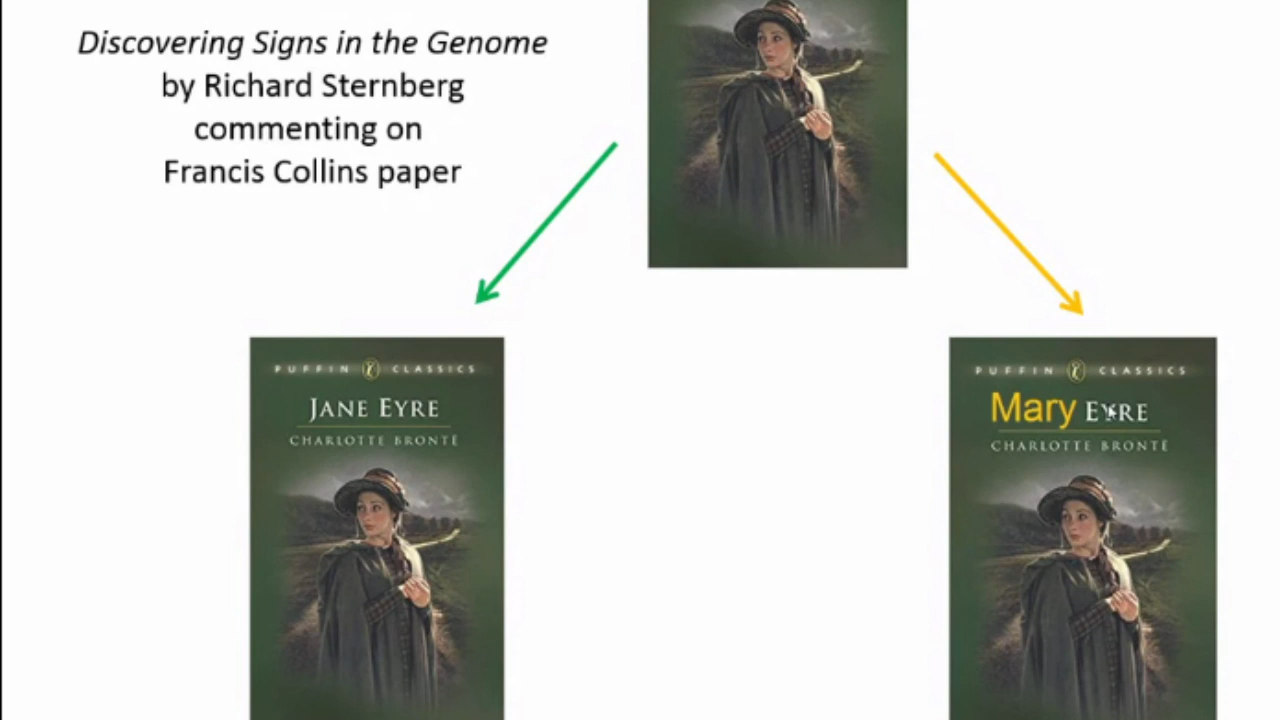 Discovering Signs in the Genome
by Richard Sternberg
commenting on
Francis Collins paper
PUFFIN CLASSICS
JANE EYRE
CHARLOTTE BRONTË
PUFFIN CLASSICS
Mary EYRE
CHARLOTTE BRONTË